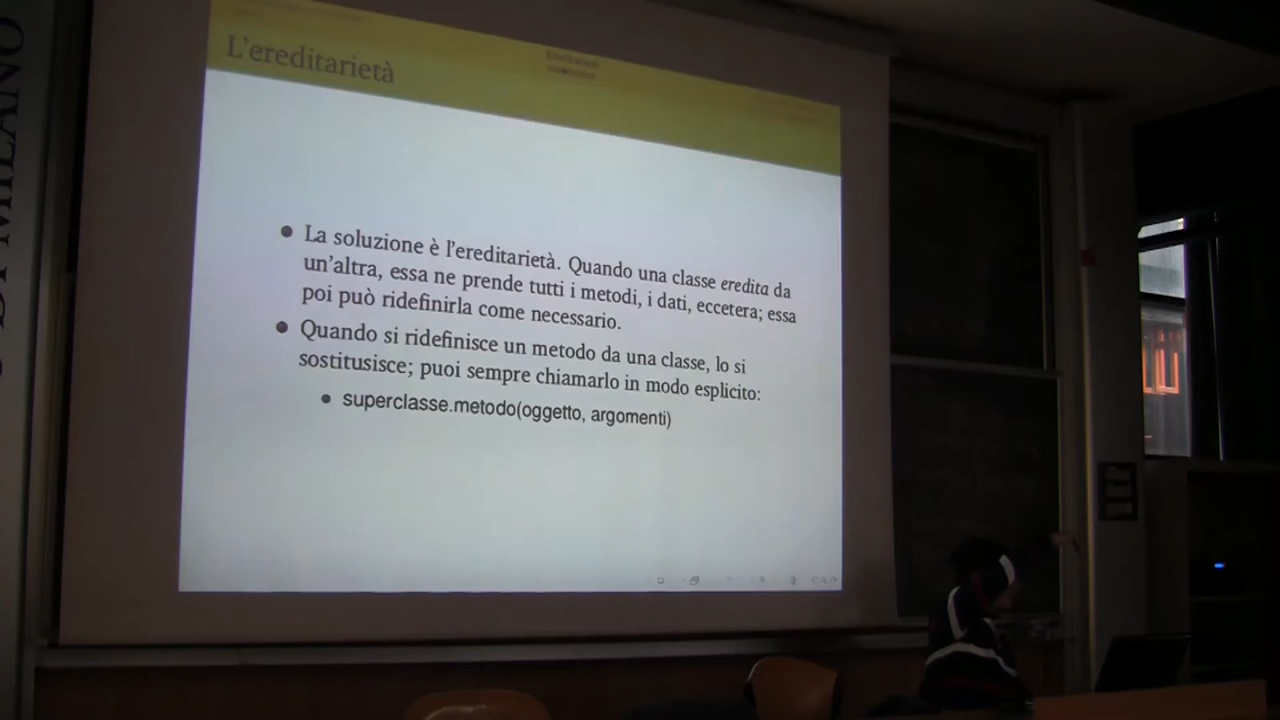 DI MILANO
L'ereditarietà
La soluzione è l'ereditarietà. Quando una classe eredita da
un'altra, essa ne prende tutti i metodi, i dati, eccetera; essa
poi può ridefinirla come necessario.
Quando si ridefinisce un metodo da una classe, lo si
sostitusisce; puoi sempre chiamarlo in modo esplicito:
superclasse.metodo(oggetto, argomenti)